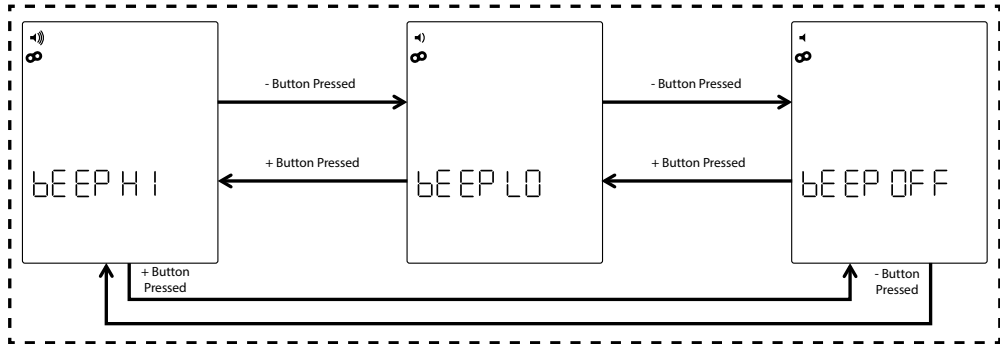 - Button Pressed
- Button Pressed
+ Button Pressed
+ Button Pressed
bEEP HI
bEEP LO
bEEP OFF
+ Button
Pressed
- Button
Pressed